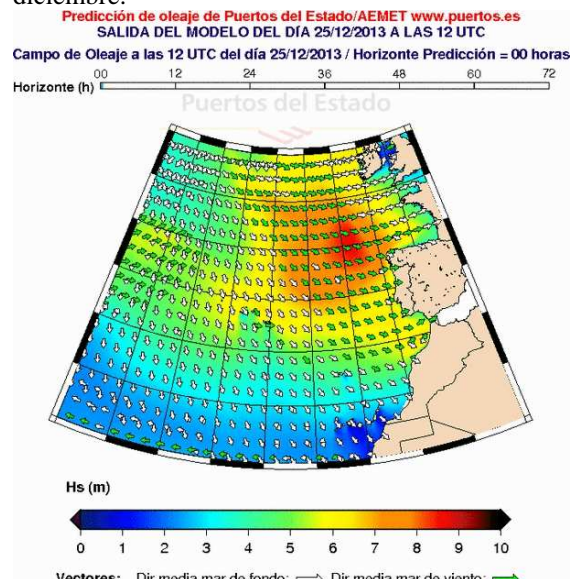 diciembre.
Predicción de oleaje de Puertos del Estado/AEMET www.puertos.es
SALIDA DEL MODELO DEL DÍA 25/12/2013 A LAS 12 UTC
Campo de Oleaje a las 12 UTC del día 25/12/2013 / Horizonte Predicción = 00 horas
00 12 24 36 48 60 72
Horizonte (h)
Puertos del Estado
Hs (m)
0 1 2 3 4 5 6 7 8 9 10
Vectores: Dir media mar de fondo: Dir media mar de viento: